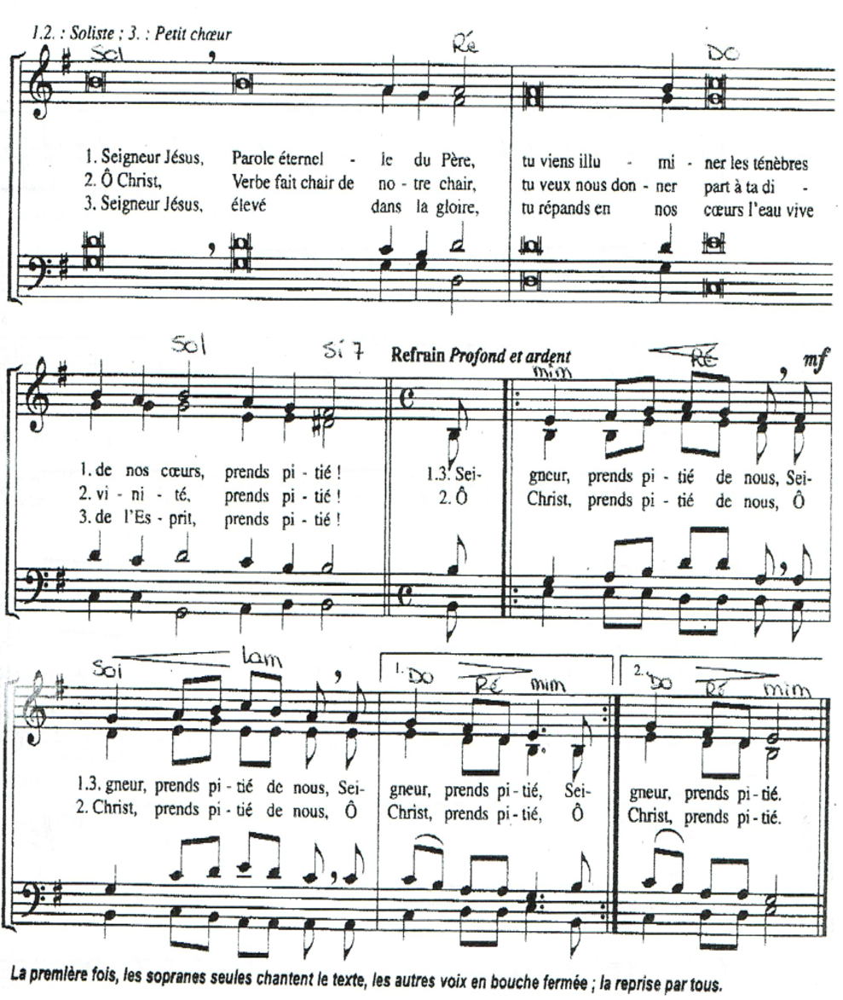 1.2. : Soliste ; 3. : Petit chœur
Sol Ré DO
1. Seigneur Jésus, Parole éternel - le du Père, tu viens illu - mi - ner les ténèbres
2. Ô Christ, Verbe fait chair de no - tre chair, tu veux nous don - ner part à ta di -
3. Seigneur Jésus, élevé dans la gloire, tu répands en nos cœurs l'eau vive
Sol Si 7 Refrain Profond et ardent mim Ré mf
1. de nos cœurs, prends pi - tié ! 1.3. Sei- gneur, prends pi - tié de nous, Sei-
2. vi - ni - té, prends pi - tié ! 2. Ô Christ, prends pi - tié de nous, Ô
3. de l'Es - prit, prends pi - tié !
Sol lam 1. DO Ré mim 2. DO Ré mim
1.3. gneur, prends pi - tié de nous, Sei- gneur, prends pi - tié, Sei- gneur, prends pi - tié.
2. Christ, prends pi - tié de nous, Ô Christ, prends pi - tié, Ô Christ, prends pi - tié.
La première fois, les sopranes seules chantent le texte, les autres voix en bouche fermée ; la reprise par tous.